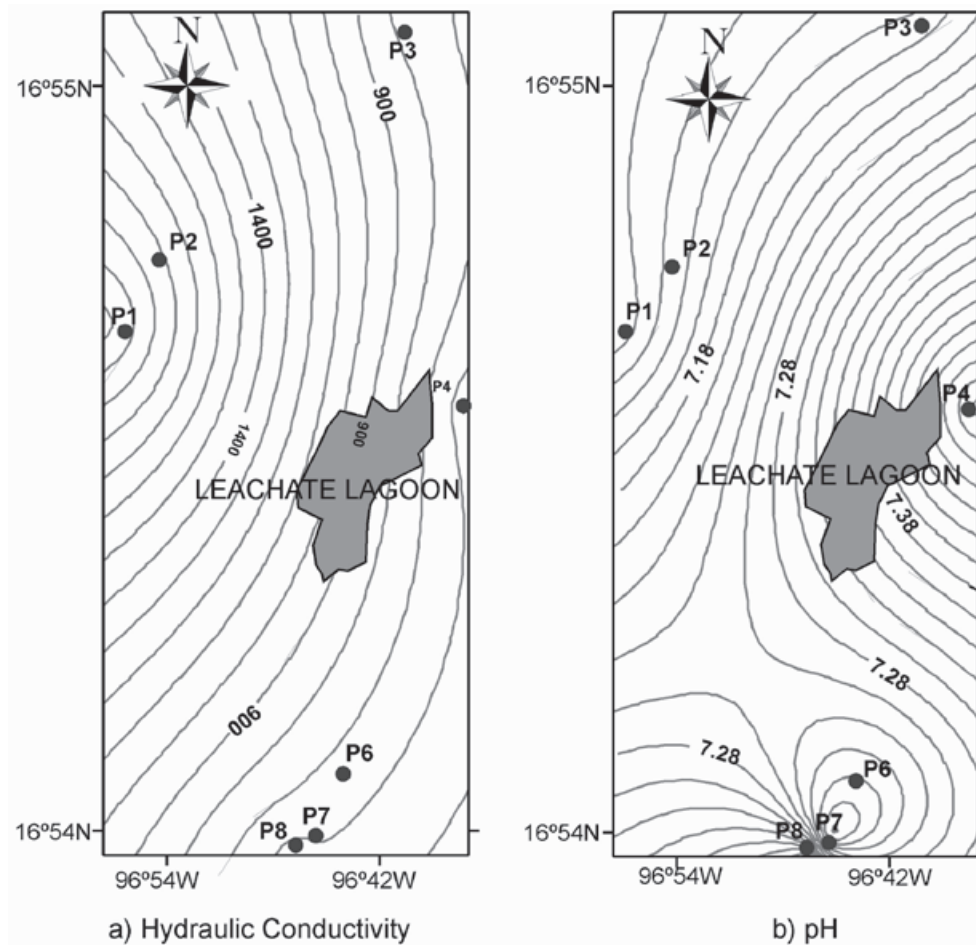 N
P3
16º55N
900
1400
P2
P1
P4
1400
900
LEACHATE LAGOON
900
P6
P7
P8
16º54N
96º54W
96º42W
a) Hydraulic Conductivity
P3
N
16º55N
P2
P1
7.18
7.28
P4
LEACHATE LAGOON
7.38
7.28
7.28
P6
P8
P7
16º54N
96º54W
96º42W
b) pH